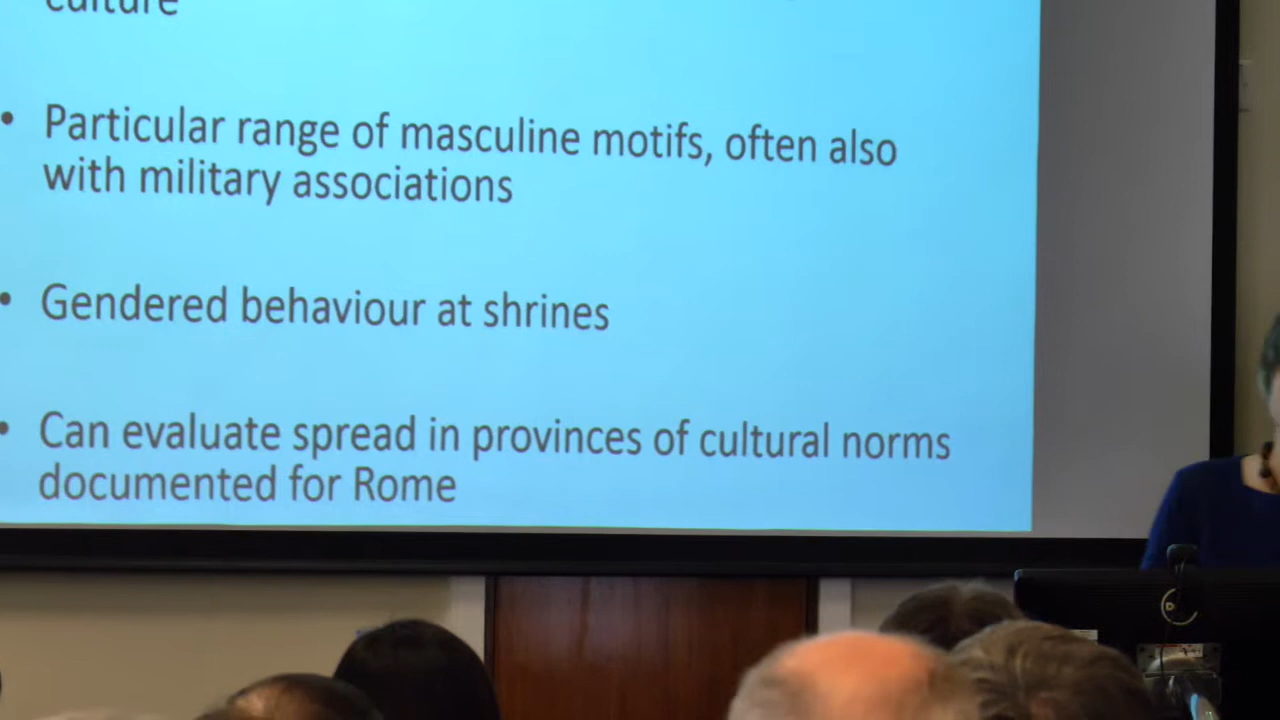 culture
• Particular range of masculine motifs, often also
with military associations
• Gendered behaviour at shrines
• Can evaluate spread in provinces of cultural norms
documented for Rome